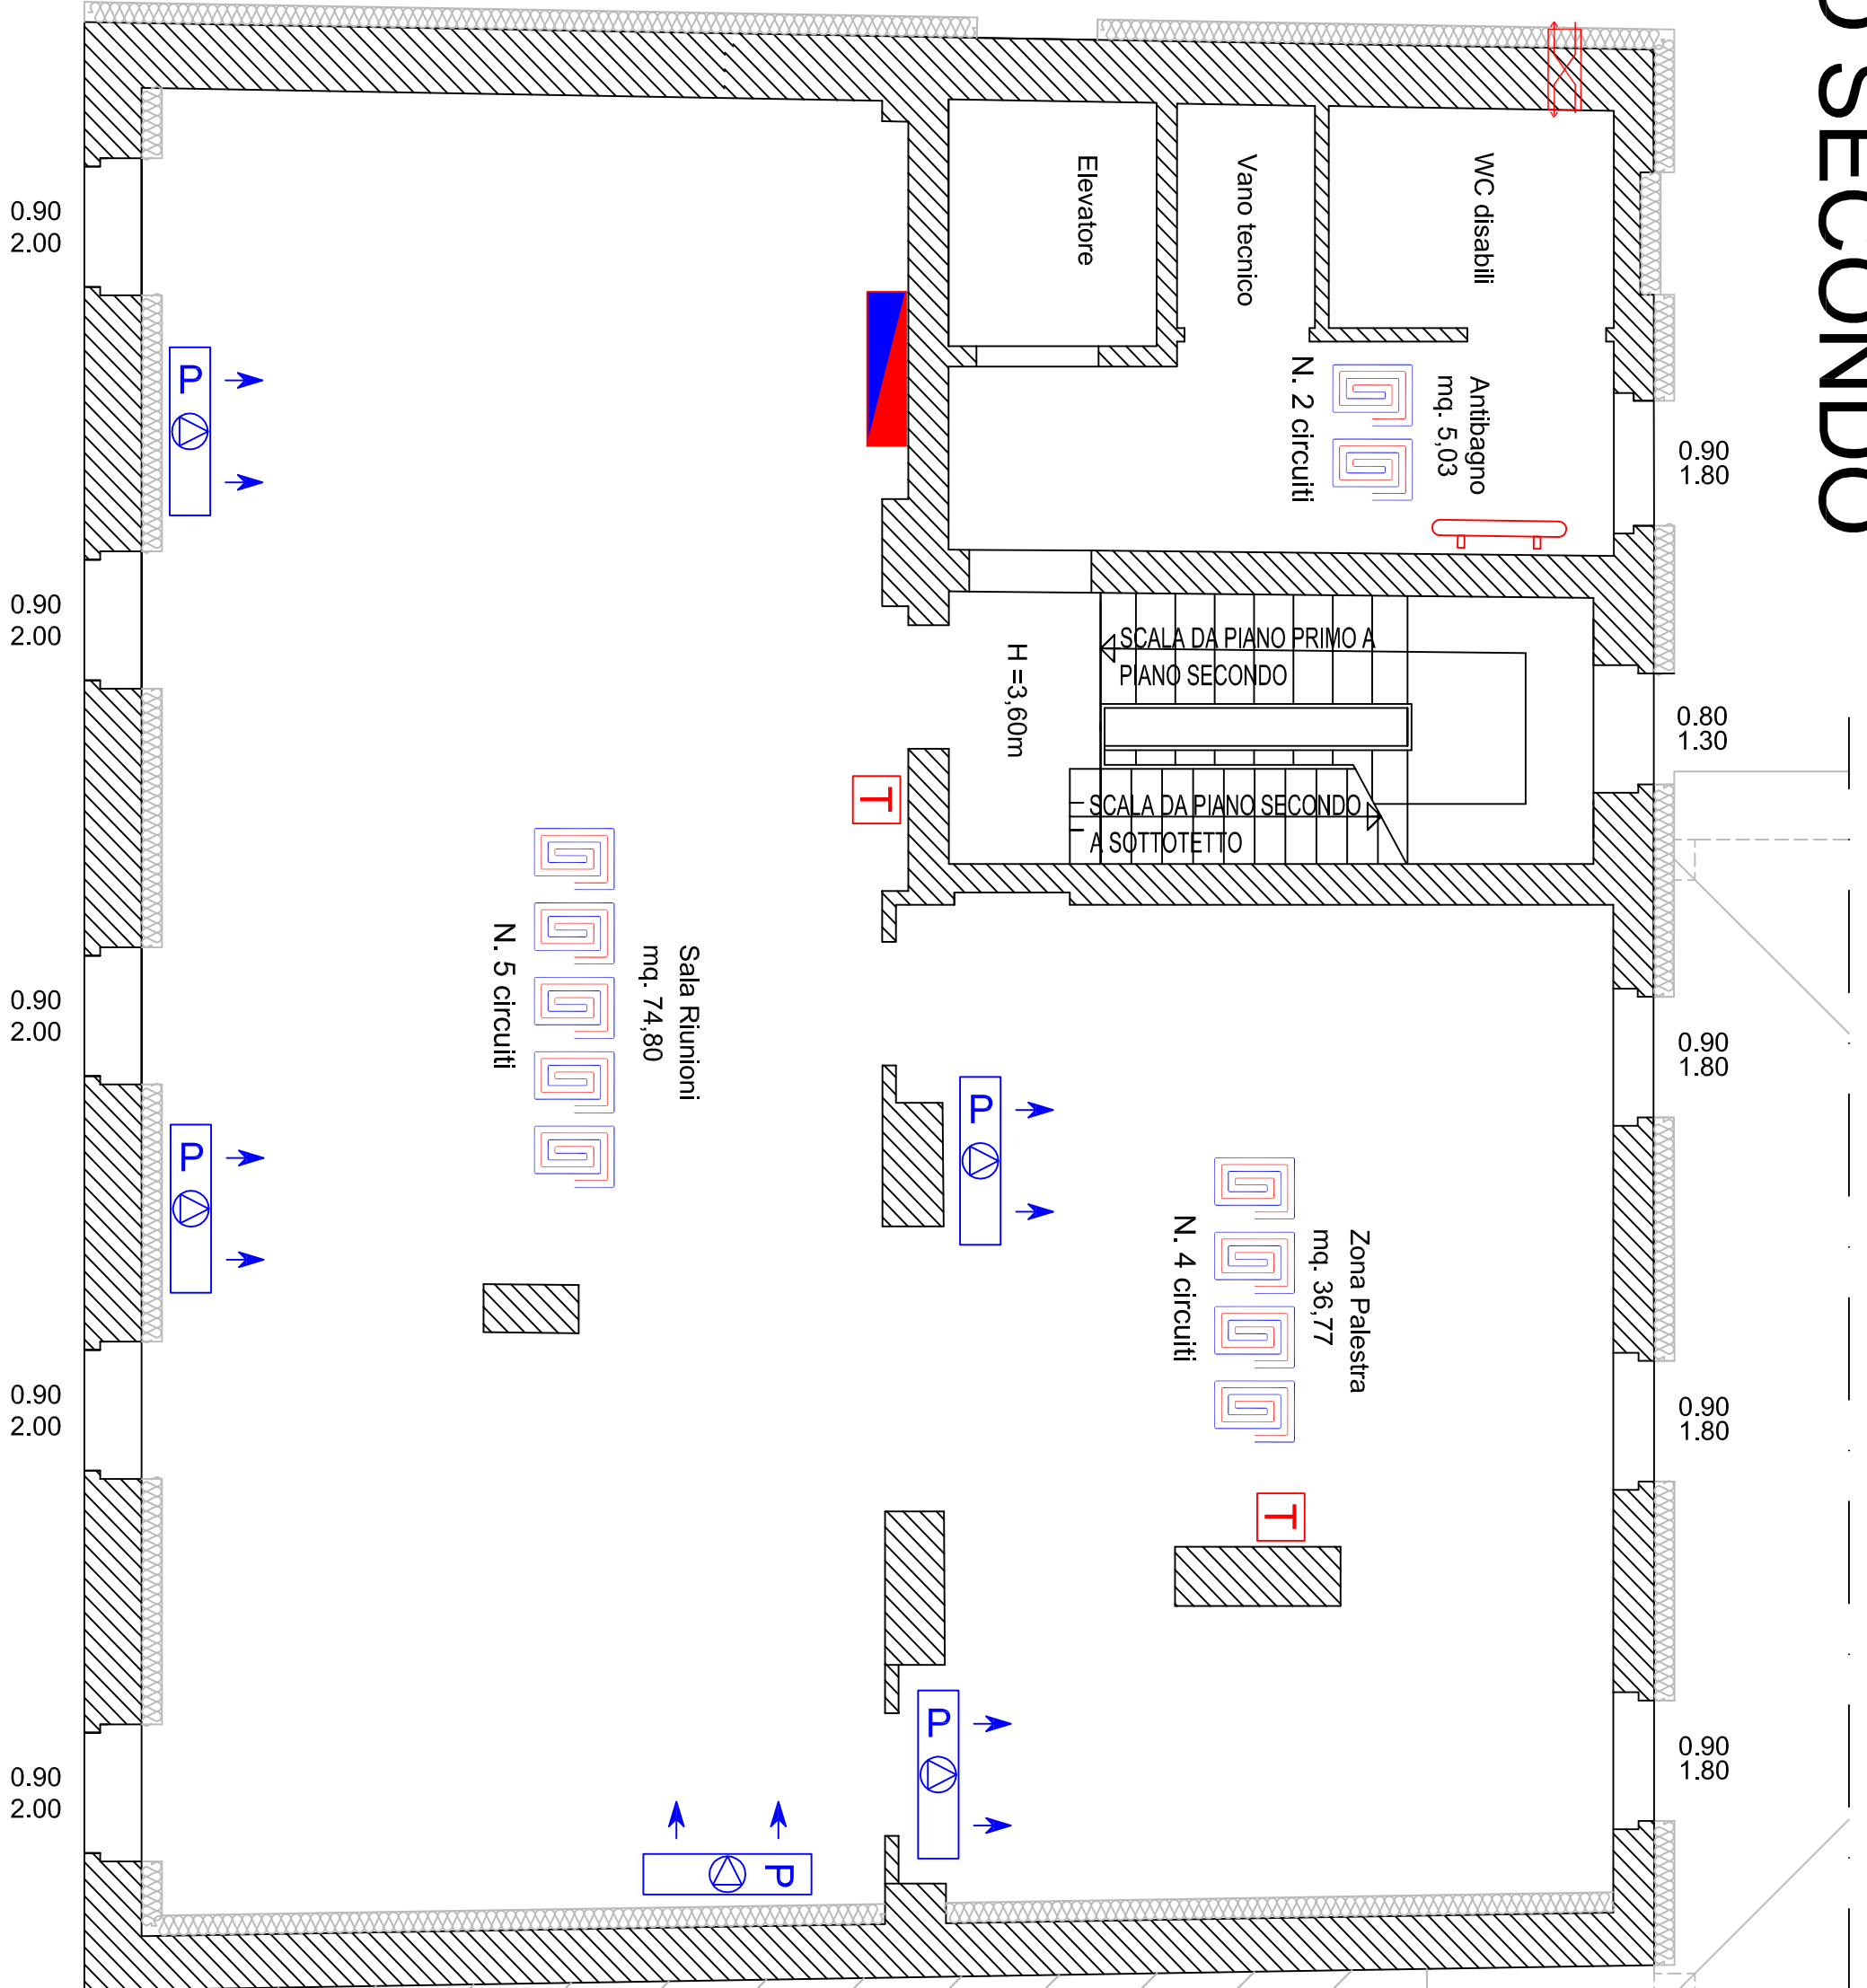 O SECONDO
Elevatore
Vano tecnico
WC disabili
Antibagno
mq. 5,03
N. 2 circuiti
SCALA DA PIANO PRIMO A
PIANO SECONDO
H =3,60m
SCALA DA PIANO SECONDO
A SOTTOTETTO
T
Sala Riunioni
mq. 74,80
N. 5 circuiti
Zona Palestra
mq. 36,77
N. 4 circuiti
T
P
P
P
P
P
0.90
2.00
0.90
2.00
0.90
2.00
0.90
2.00
0.90
2.00
0.90
1.80
0.80
1.30
0.90
1.80
0.90
1.80
0.90
1.80